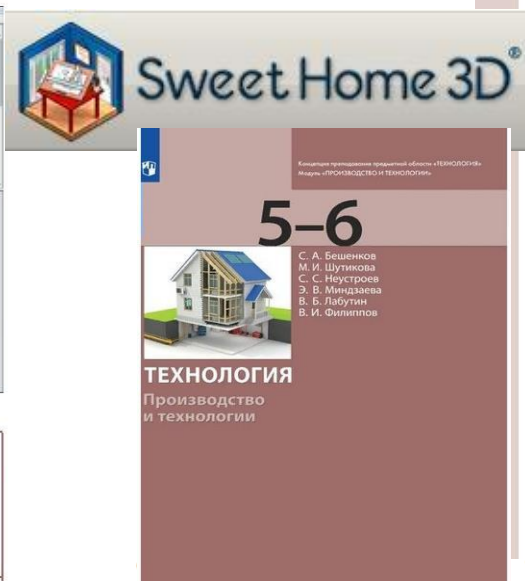 Sweet Home 3D®
Концепция преподавания предметной области «ТЕХНОЛОГИЯ»
Модуль «ПРОИЗВОДСТВО И ТЕХНОЛОГИИ»
5–6
С. А. Бешенков
М. И. Шутикова
С. С. Неустроев
Э. В. Миндзаева
В. Б. Лабутин
В. И. Филиппов
ТЕХНОЛОГИЯ
Производство
и технологии